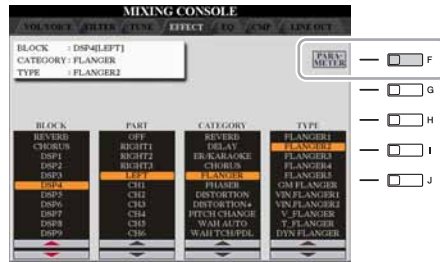 MIXING CONSOLE
VOL/VOICE FILTER TUNE EFFECT EQ CMP LINE OUT
BLOCK : DSP4[LEFT]
CATEGORY : FLANGER
TYPE : FLANGER2
PARA-
METER
F
G
H
I
J
BLOCK PART CATEGORY TYPE
REVERB OFF REVERB FLANGER1
CHORUS RIGHT1 DELAY FLANGER2
DSP1 RIGHT2 ER/KARAOKE FLANGER3
DSP2 RIGHT3 CHORUS FLANGER4
DSP3 LEFT FLANGER FLANGER5
DSP4 CH1 PHASER GM FLANGER
DSP5 CH2 DISTORTION VIN.FLANGER1
DSP6 CH3 DISTORTION+ VIN.FLANGER2
DSP7 CH4 PITCH CHANGE V_FLANGER
DSP8 CH5 WAH AUTO T_FLANGER
DSP9 CH6 WAH TCH/PDL DYN FLANGER